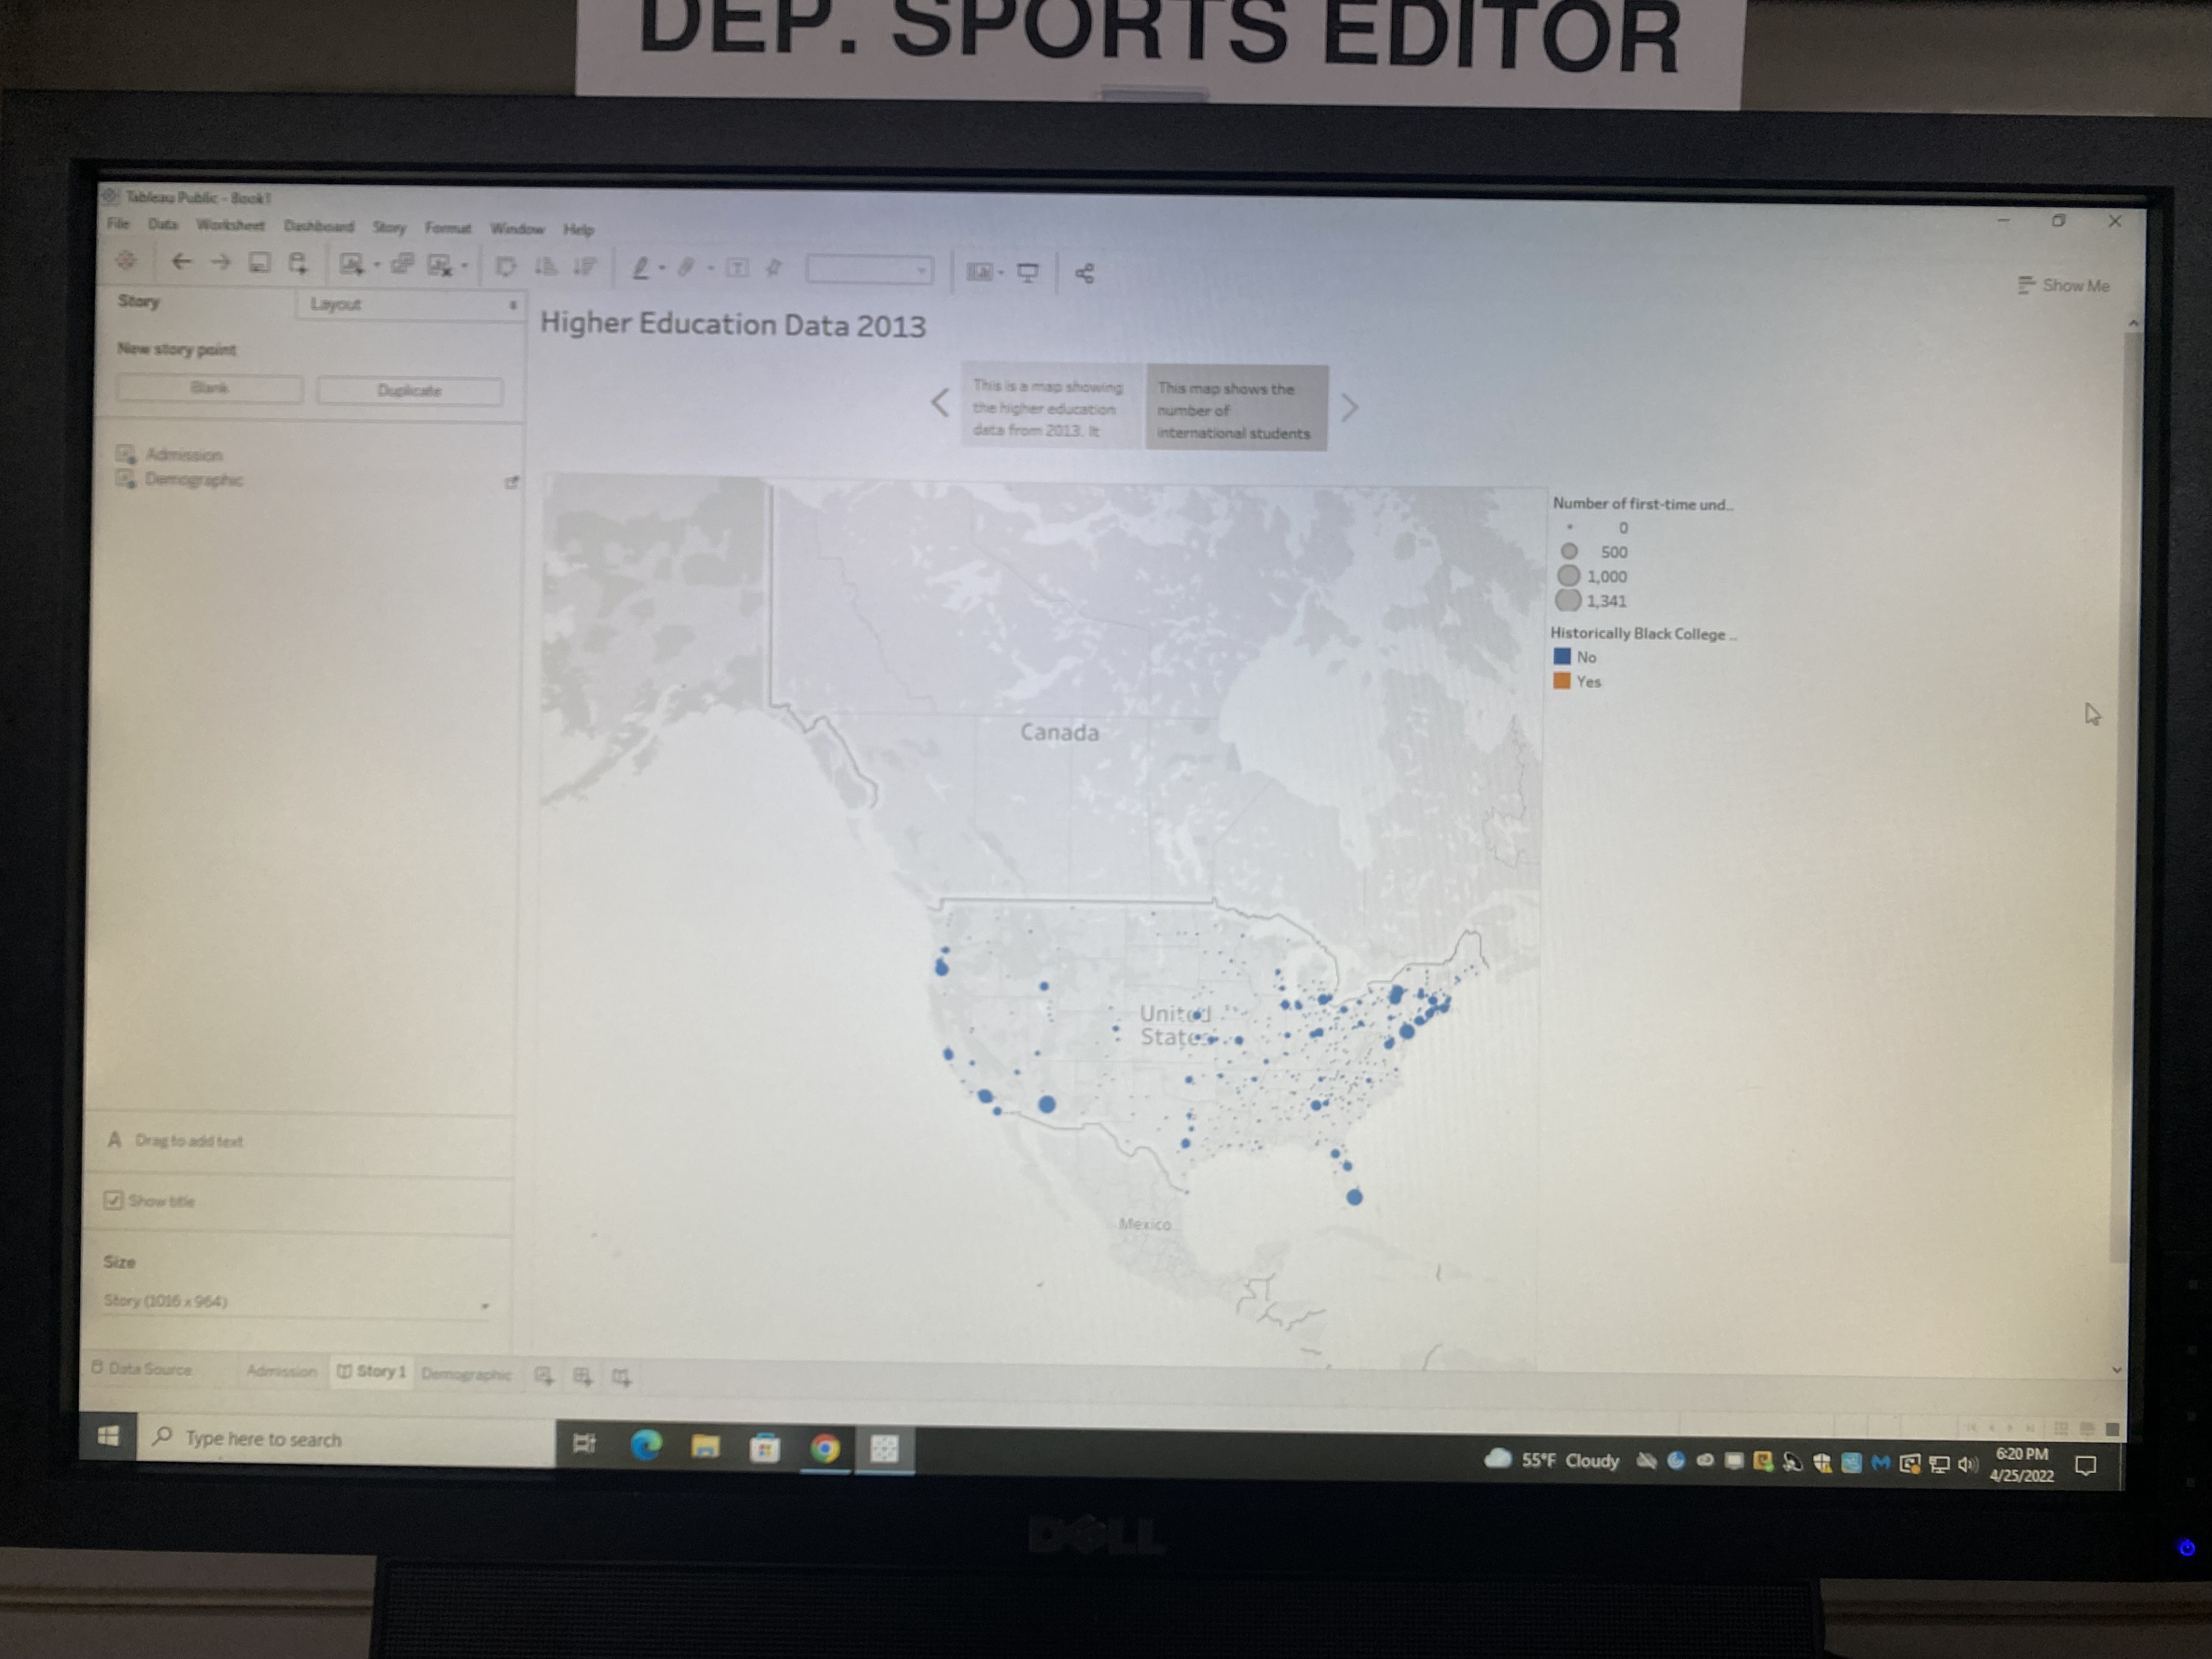 DEP. SPORTS EDITOR
Tableau Public - Book1
File Data Worksheet Dashboard Story Format Window Help
Show Me
Story Layout
New story point
Blank Duplicate
Admission
Demographic
Higher Education Data 2013
This is a map showing
the higher education
data from 2013. It
This map shows the
number of
international students
Number of first-time und...
0
500
1,000
1,341
Historically Black College ...
No
Yes
Canada
United
States
Mexico
A Drag to add text
Show title
Size
Story (1016 x 964)
Data Source Admission Story 1 Demographic
Type here to search
55°F Cloudy
6:20 PM
4/25/2022
DELL